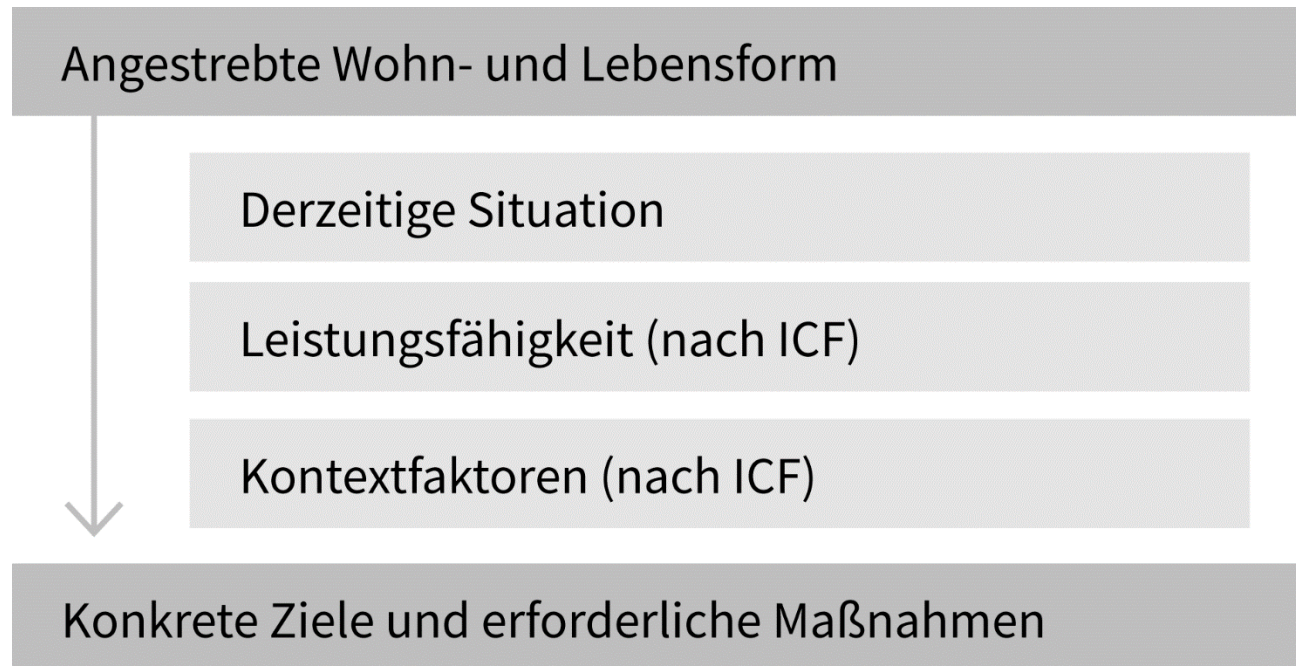 Angestrebte Wohn- und Lebensform
Derzeitige Situation
Leistungsfähigkeit (nach ICF)
Kontextfaktoren (nach ICF)
Konkrete Ziele und erforderliche Maßnahmen